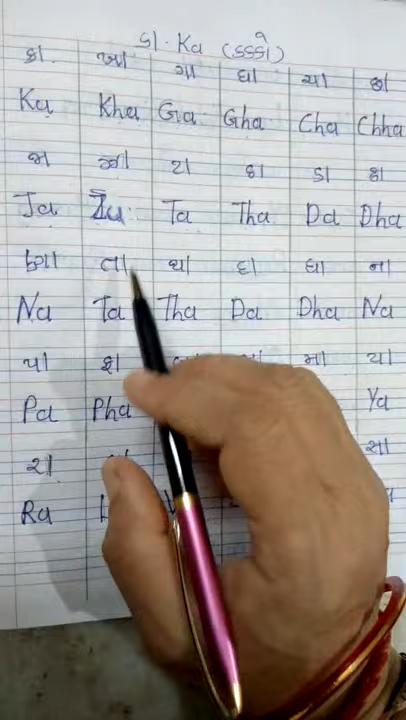 કા. Ka (કક્કો)
કા ખા ગા ઘા ચા છા
Ka Kha Ga Gha Cha Chha
જા ઝા ટા ઠા ડા ઢા
Ja Za Ta Tha Da Dha
ણા તા થા દા ધા ના
Na Ta Tha Da Dha Na
પા ફા મા યા
Pa Pha Ya
રા સા
Ra